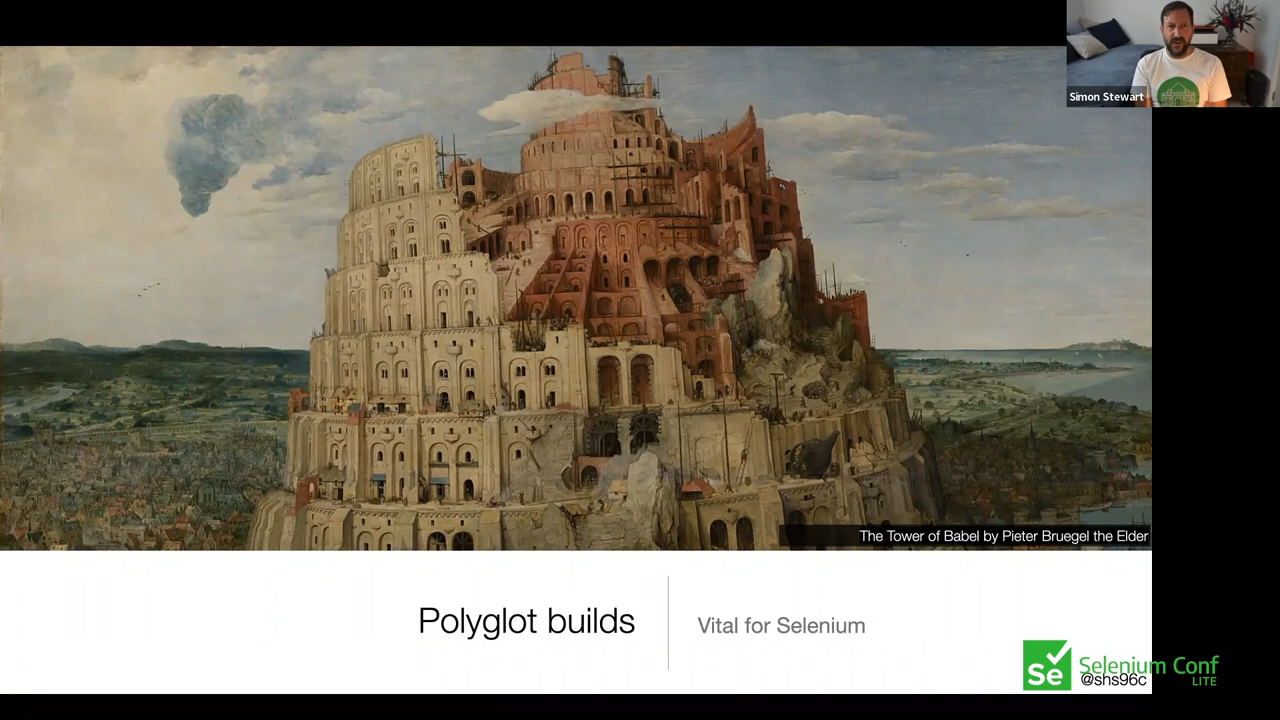 Simon Stewart
The Tower of Babel by Pieter Bruegel the Elder
Polyglot builds
Vital for Selenium
Se
Selenium Conf
LITE
@shs96c